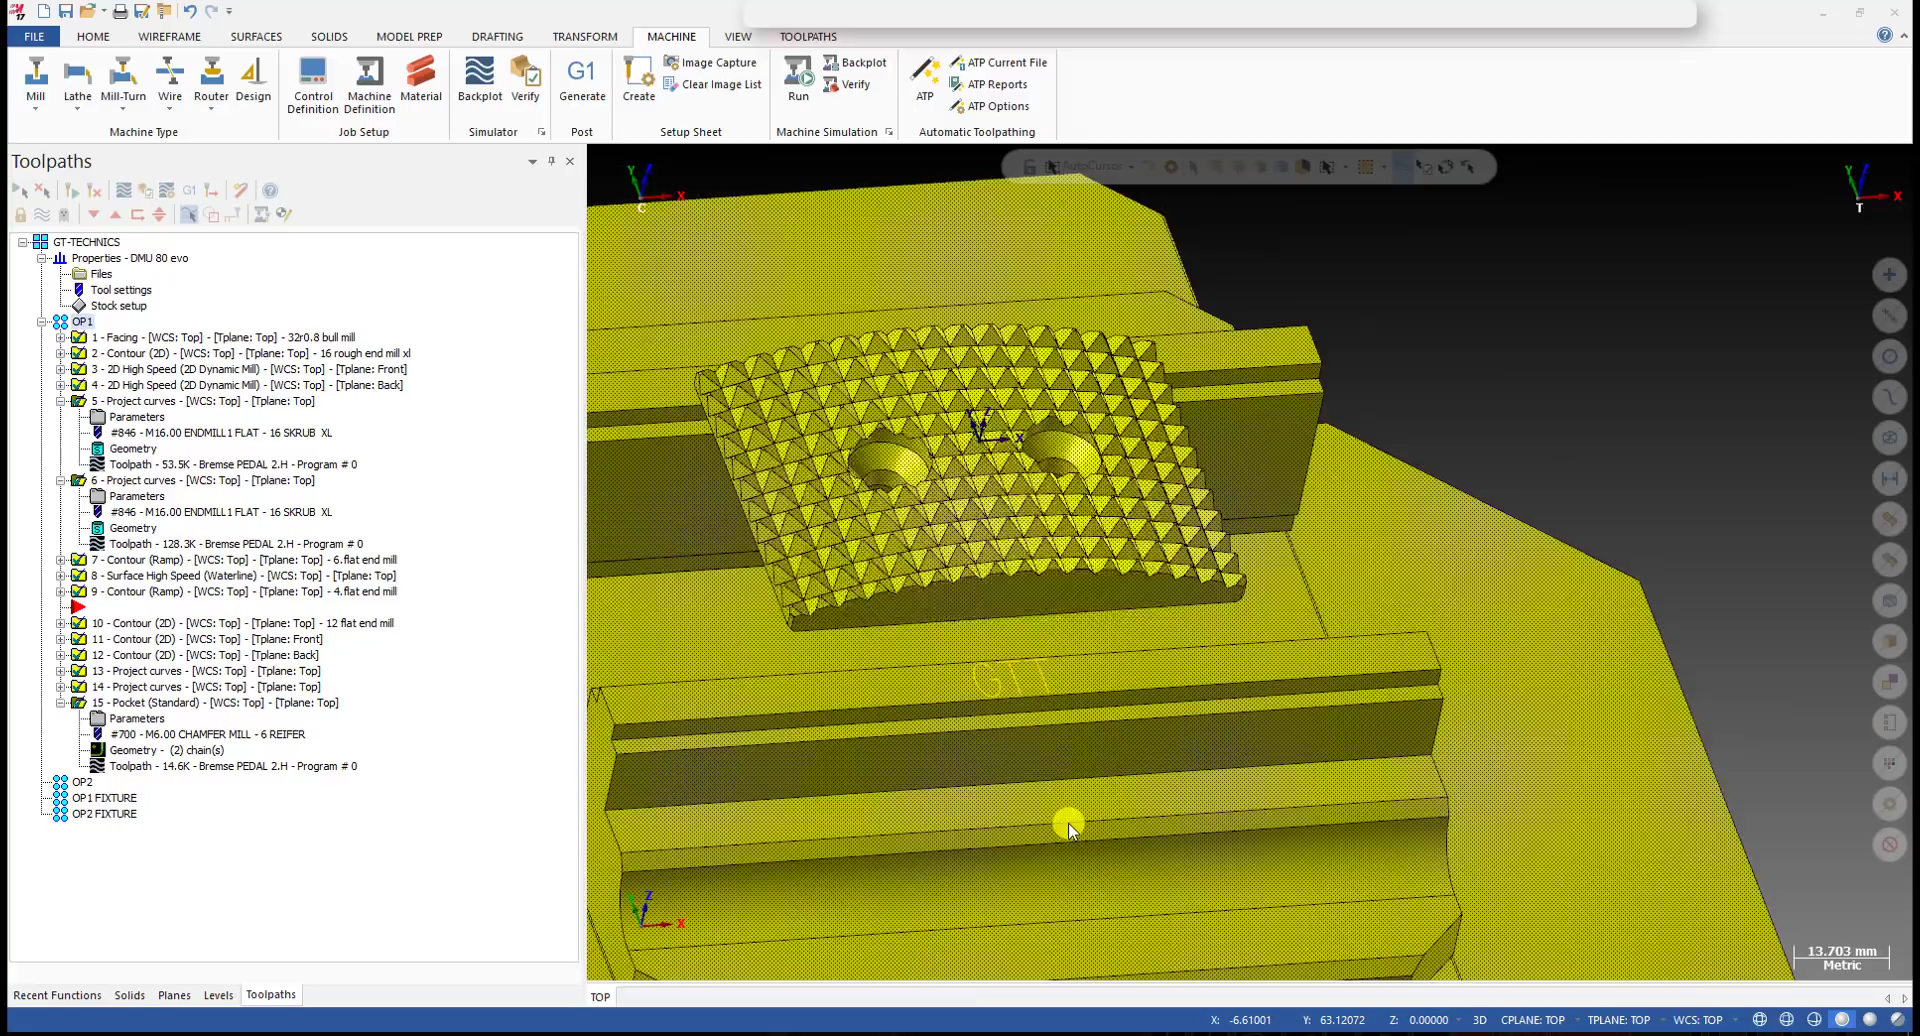 FILE HOME WIREFRAME SURFACES SOLIDS MODEL PREP DRAFTING TRANSFORM MACHINE VIEW TOOLPATHS
Mill Lathe Mill-Turn Wire Router Design
Machine Type
Control Definition Machine Definition Material
Job Setup
Backplot Verify
Simulator
G1 Generate
Post
Create Image Capture
Clear Image List
Setup Sheet
Run Backplot
Verify
Machine Simulation
ATP ATP Current File
ATP Reports
ATP Options
Automatic Toolpathing
Toolpaths
G1
GT-TECHNICS
Properties - DMU 80 evo
Files
Tool settings
Stock setup
OP1
1 - Facing - [WCS: Top] - [Tplane: Top] - 32r0.8 bull mill
2 - Contour (2D) - [WCS: Top] - [Tplane: Top] - 16 rough end mill xl
3 - 2D High Speed (2D Dynamic Mill) - [WCS: Top] - [Tplane: Front]
4 - 2D High Speed (2D Dynamic Mill) - [WCS: Top] - [Tplane: Back]
5 - Project curves - [WCS: Top] - [Tplane: Top]
Parameters
#846 - M16.00 ENDMILL1 FLAT - 16 SKRUB XL
Geometry
Toolpath - 53.5K - Bremse PEDAL 2.H - Program # 0
6 - Project curves - [WCS: Top] - [Tplane: Top]
Parameters
#846 - M16.00 ENDMILL1 FLAT - 16 SKRUB XL
Geometry
Toolpath - 128.3K - Bremse PEDAL 2.H - Program # 0
7 - Contour (Ramp) - [WCS: Top] - [Tplane: Top] - 6.flat end mill
8 - Surface High Speed (Waterline) - [WCS: Top] - [Tplane: Top]
9 - Contour (Ramp) - [WCS: Top] - [Tplane: Top] - 4.flat end mill
10 - Contour (2D) - [WCS: Top] - [Tplane: Top] - 12 flat end mill
11 - Contour (2D) - [WCS: Top] - [Tplane: Front]
12 - Contour (2D) - [WCS: Top] - [Tplane: Back]
13 - Project curves - [WCS: Top] - [Tplane: Top]
14 - Project curves - [WCS: Top] - [Tplane: Top]
15 - Pocket (Standard) - [WCS: Top] - [Tplane: Top]
Parameters
#700 - M6.00 CHAMFER MILL - 6 REIFER
Geometry - (2) chain(s)
Toolpath - 14.6K - Bremse PEDAL 2.H - Program # 0
OP2
OP1 FIXTURE
OP2 FIXTURE
Recent Functions Solids Planes Levels Toolpaths
AutoCursor
Y X C
Y X T
Z X
GTT
Z X
13.703 mm
Metric
TOP
X: -6.61001 Y: 63.12072 Z: 0.00000 3D CPLANE: TOP TPLANE: TOP WCS: TOP